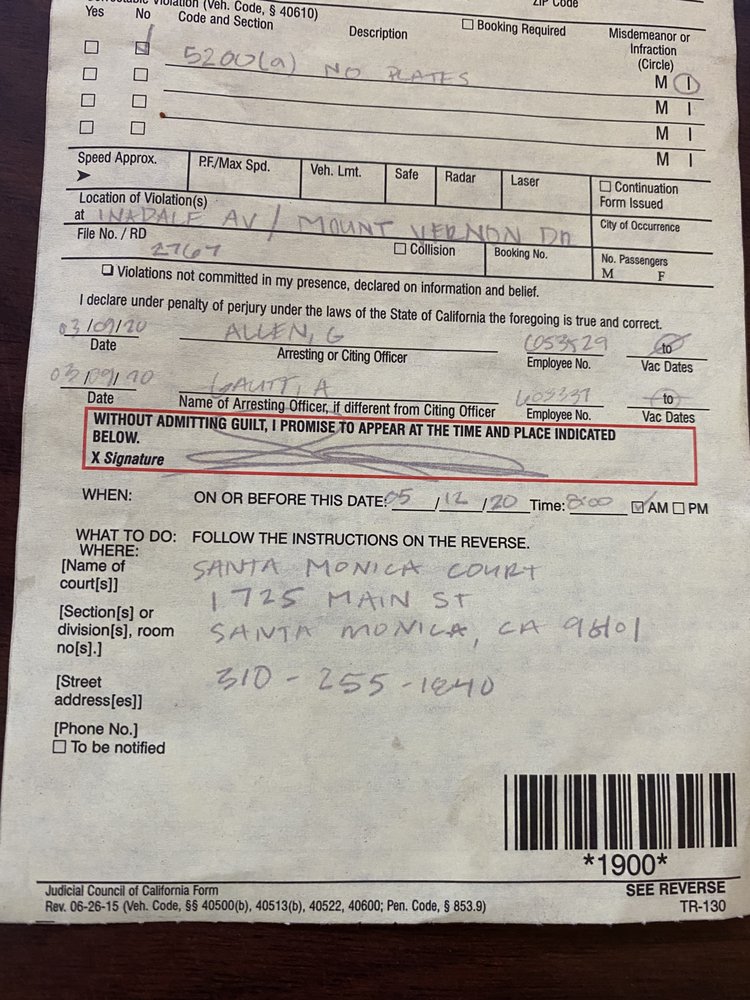 Violation (Veh. Code, § 40610)
ZIP Code
Yes No Code and Section Description ☐ Booking Required Misdemeanor or Infraction (Circle)
5200(a) NO PLATES M I
M I
M I
M I
Speed Approx. P.F./Max Spd. Veh. Lmt. Safe Radar Laser ☐ Continuation Form Issued
Location of Violation(s)
at INADALE AV / MOUNT VERNON DR City of Occurrence
File No. / RD
2767 ☐ Collision Booking No. No. Passengers
M F
☐ Violations not committed in my presence, declared on information and belief.
I declare under penalty of perjury under the laws of the State of California the foregoing is true and correct.
03/09/20 ALLEN, G to
Date Arresting or Citing Officer Employee No. Vac Dates
03/09/20 A to
Date Name of Arresting Officer, if different from Citing Officer Employee No. Vac Dates
WITHOUT ADMITTING GUILT, I PROMISE TO APPEAR AT THE TIME AND PLACE INDICATED
BELOW.
X Signature
WHEN: ON OR BEFORE THIS DATE: 05/12/20 Time: 8:00 ☑ AM ☐ PM
WHAT TO DO: FOLLOW THE INSTRUCTIONS ON THE REVERSE.
WHERE:
[Name of SANTA MONICA COURT
court[s]] 1725 MAIN ST
[Section[s] or
division[s], room SANTA MONICA, CA
no[s].]
[Street 310-255-1840
address[es]]
[Phone No.]
☐ To be notified
*1900*
Judicial Council of California Form SEE REVERSE
Rev. 06-26-15 (Veh. Code, §§ 40500(b), 40513(b), 40522, 40600; Pen. Code, § 853.9) TR-130